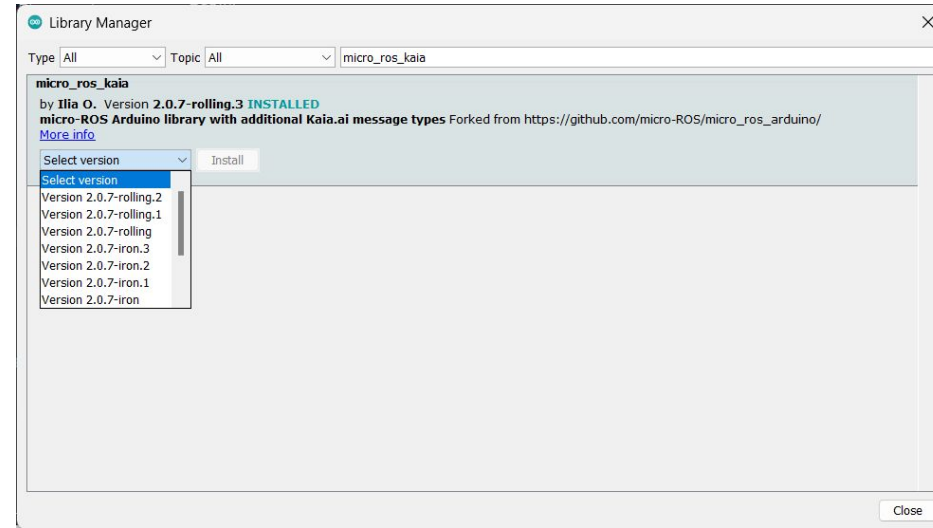 Library Manager
Type All Topic All micro_ros_kaia
micro_ros_kaia
by Ilia O. Version 2.0.7-rolling.3 INSTALLED
micro-ROS Arduino library with additional Kaia.ai message types Forked from https://github.com/micro-ROS/micro_ros_arduino/
More info
Select version Install
Select version
Version 2.0.7-rolling.2
Version 2.0.7-rolling.1
Version 2.0.7-rolling
Version 2.0.7-iron.3
Version 2.0.7-iron.2
Version 2.0.7-iron.1
Version 2.0.7-iron
Close